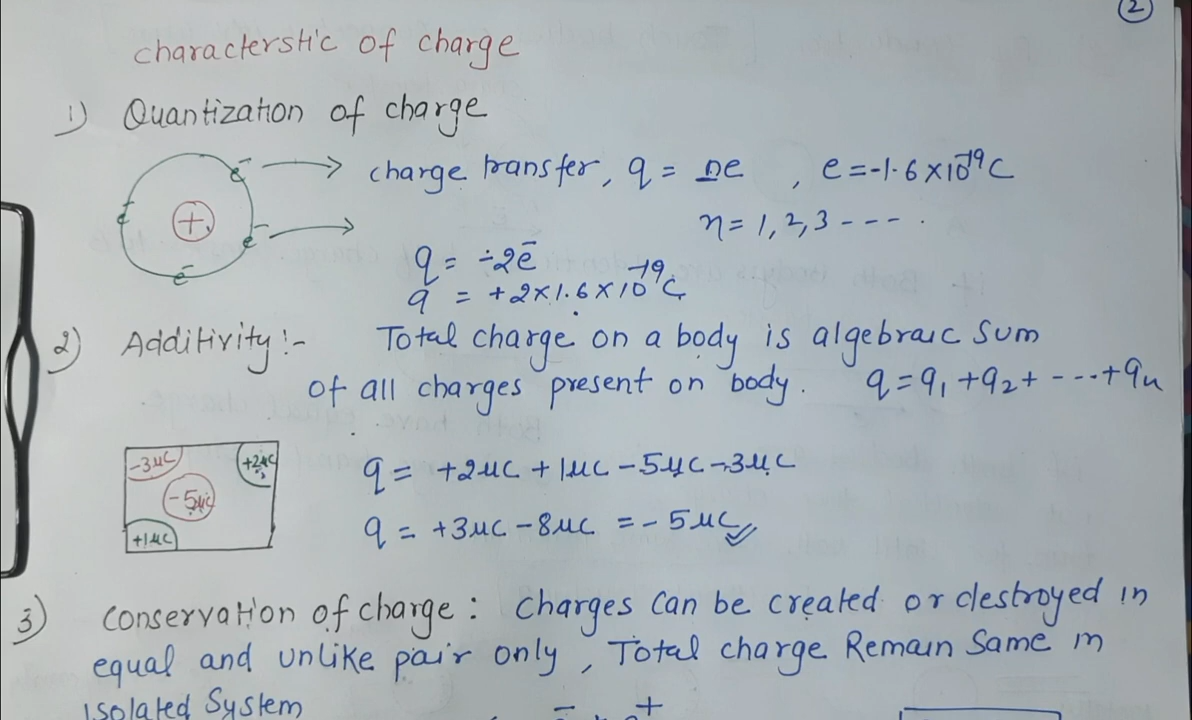 2
characterstic of charge
1) Quantization of charge
e⁻ → charge transfer, q = ne , e = -1.6×10⁻¹⁹C
+ e⁻ → n = 1, 2, 3 ---- .
e⁻
q = -2e⁻
q = +2×1.6×10⁻¹⁹C
2) Additivity :- Total charge on a body is algebraic sum
of all charges present on body. q = q₁ + q₂ + ---- + qₙ
-3μC +2μC
-5μC
+1μC
q = +2μC + 1μC - 5μC - 3μC
q = +3μC - 8μC = - 5μC
3) conservation of charge : charges can be created or destroyed in
equal and unlike pair only , Total charge Remain Same in
isolated System
- +